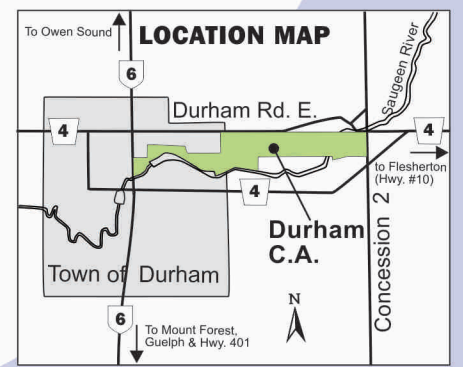 To Owen Sound
LOCATION MAP
6
Saugeen River
Durham Rd. E.
4
4
to Flesherton
(Hwy. #10)
4
Durham
C.A.
Concession 2
Town of Durham
N
6
To Mount Forest,
Guelph & Hwy. 401